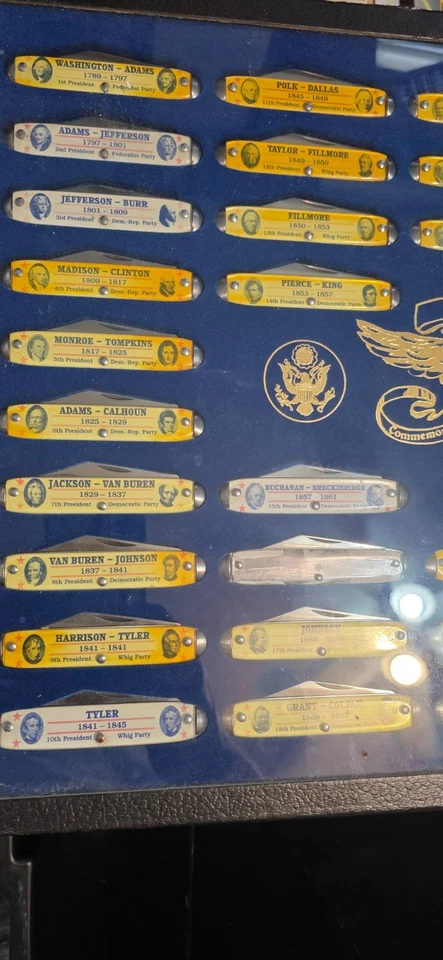 WASHINGTON – ADAMS
1789 – 1797
1st President Federalist Party
ADAMS – JEFFERSON
1797 – 1801
2nd President Federalist Party
JEFFERSON – BURR
1801 – 1809
3rd President Dem.-Rep. Party
MADISON – CLINTON
1809 – 1817
4th President Dem.-Rep. Party
MONROE – TOMPKINS
1817 – 1825
5th President Dem.-Rep. Party
ADAMS – CALHOUN
1825 – 1829
6th President Dem.-Rep. Party
JACKSON – VAN BUREN
1829 – 1837
7th President Democratic Party
VAN BUREN – JOHNSON
1837 – 1841
8th President Democratic Party
HARRISON – TYLER
1841 – 1841
9th President Whig Party
TYLER
1841 – 1845
10th President Whig Party
POLK – DALLAS
1845 – 1849
11th President Democratic Party
TAYLOR – FILLMORE
1849 – 1850
12th President Whig Party
FILLMORE
1850 – 1853
13th President Whig Party
PIERCE – KING
1853 – 1857
14th President Democratic Party
BUCHANAN – BRECKINRIDGE
1857 – 1861
15th President Democratic Party
JOHNSON
17th President
GRANT – COLFAX
18th President
Commemor